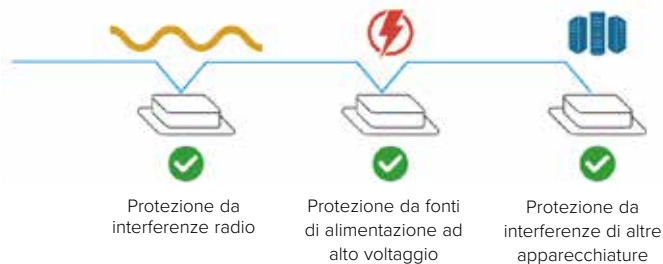 Protezione da
interferenze radio
Protezione da fonti
di alimentazione ad
alto voltaggio
Protezione da
interferenze di altre
apparecchiature